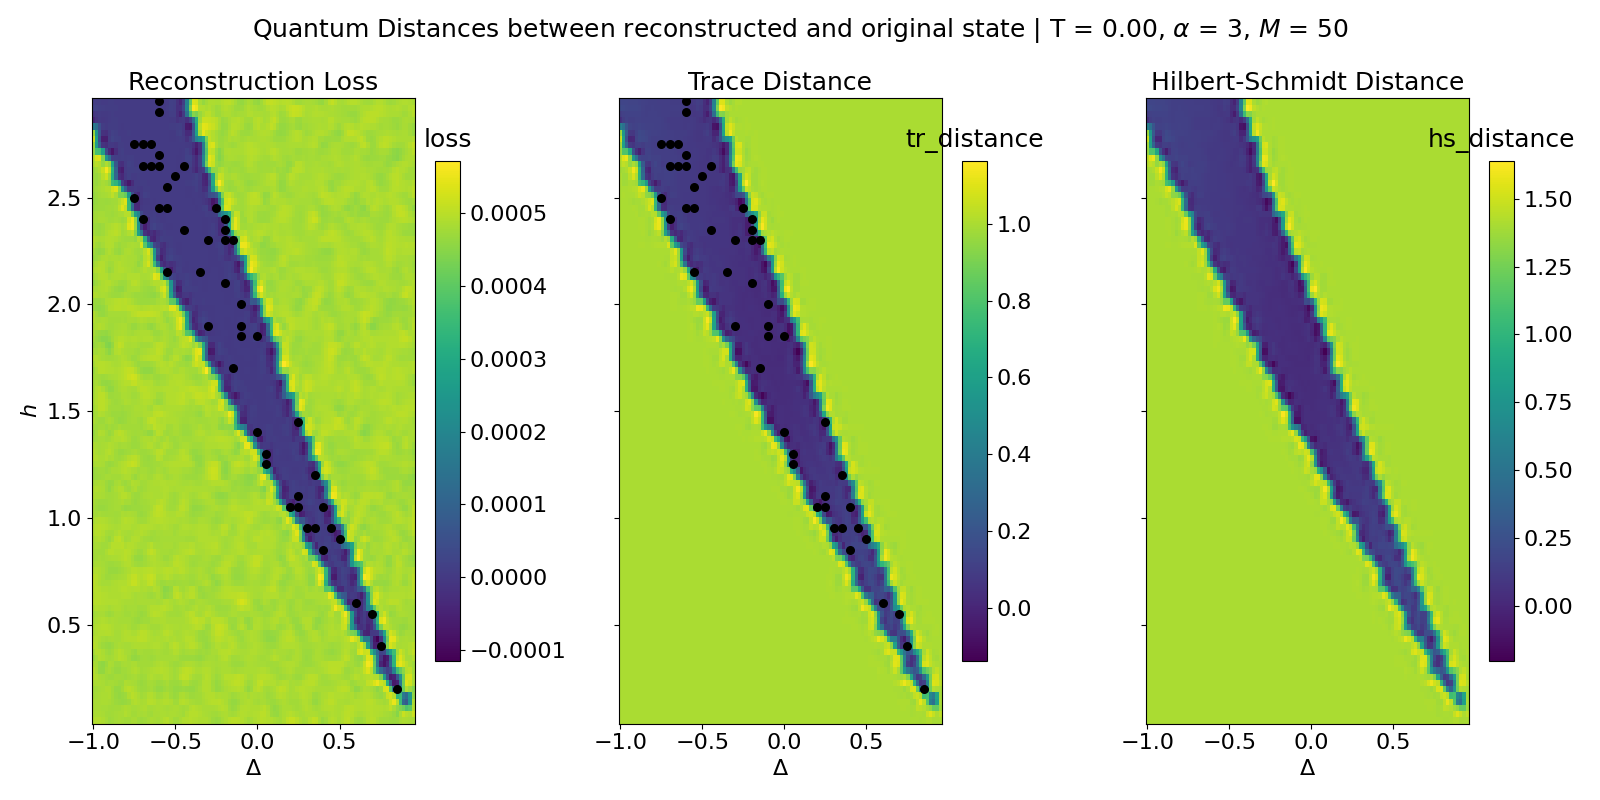 Quantum Distances between reconstructed and original state | T = 0.00, α = 3, M = 50
Reconstruction Loss
Trace Distance
Hilbert-Schmidt Distance
loss
tr_distance
hs_distance
h
2.5
2.0
1.5
1.0
0.5
0.0005
0.0004
0.0003
0.0002
0.0001
0.0000
−0.0001
1.0
0.8
0.6
0.4
0.2
0.0
1.50
1.25
1.00
0.75
0.50
0.25
0.00
−1.0 −0.5 0.0 0.5
−1.0 −0.5 0.0 0.5
−1.0 −0.5 0.0 0.5
Δ
Δ
Δ